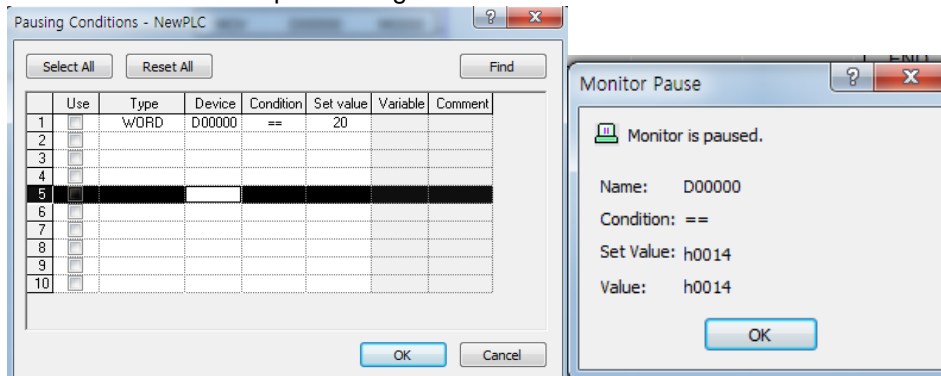 Pausing Conditions - NewPLC
Select All Reset All Find
Use Type Device Condition Set value Variable Comment
1 WORD D00000 == 20
2
3
4
5
6
7
8
9
10
OK Cancel
END
Monitor Pause
Monitor is paused.
Name: D00000
Condition: ==
Set Value: h0014
Value: h0014
OK